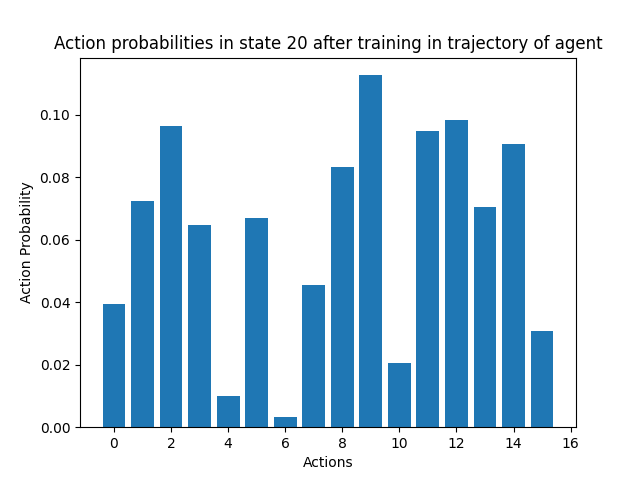 Action probabilities in state 20 after training in trajectory of agent
0.10
0.08
0.06
0.04
0.02
0.00
Action Probability
0 2 4 6 8 10 12 14 16
Actions